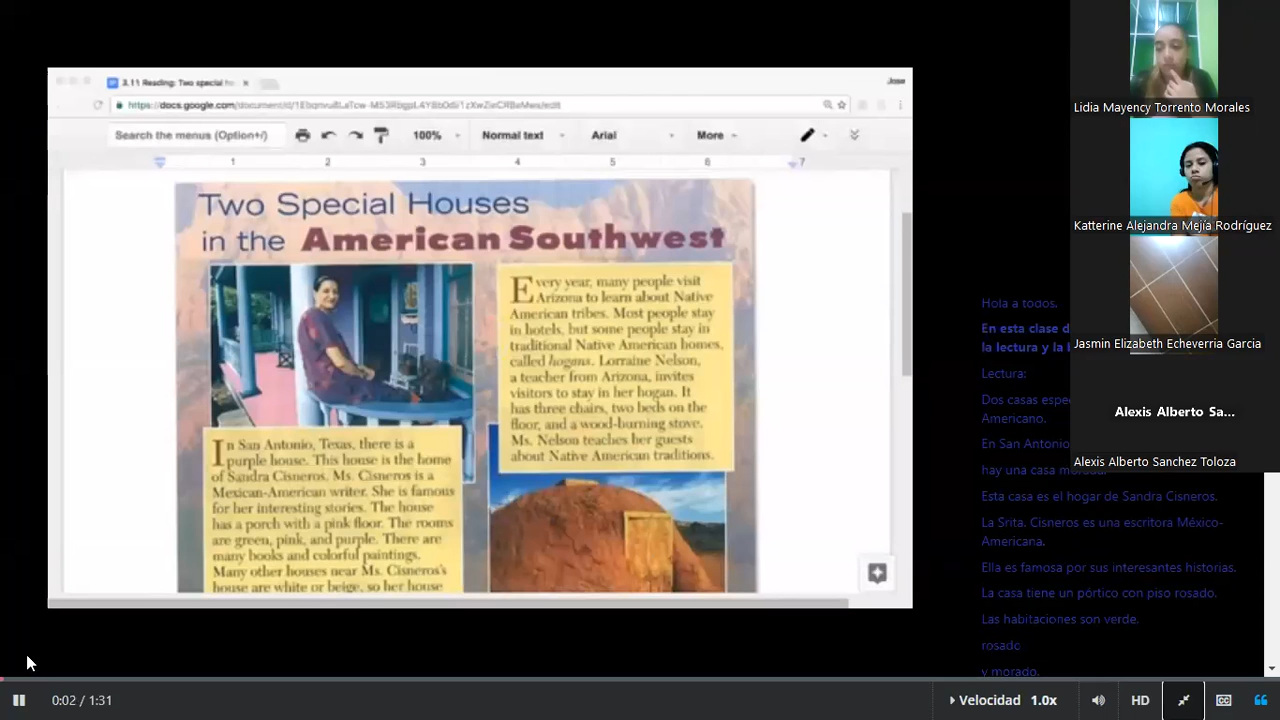 3.11 Reading: Two special ho
Jose
https://docs.google.com/document/d/
Search the menus (Option+/)
100%
Normal text
Arial
More
1 2 3 4 5 6 7
Two Special Houses
in the American Southwest
In San Antonio, Texas, there is a
purple house. This house is the home
of Sandra Cisneros. Ms. Cisneros is a
Mexican-American writer. She is famous
for her interesting stories. The house
has a porch with a pink floor. The rooms
are green, pink, and purple. There are
many books and colorful paintings.
Many other houses near Ms. Cisneros's
house are white or beige, so her house
Every year, many people visit
Arizona to learn about Native
American tribes. Most people stay
in hotels, but some people stay in
traditional Native American homes,
called hogans. Lorraine Nelson,
a teacher from Arizona, invites
visitors to stay in her hogan. It
has three chairs, two beds on the
floor, and a wood-burning stove.
Ms. Nelson teaches her guests
about Native American traditions.
Hola a todos.
En esta clase d
la lectura y la
Lectura:
Dos casas espe
Americano.
En San Antonio
hay una casa
Esta casa es el hogar de Sandra Cisneros.
La Srita. Cisneros es una escritora México-
Americana.
Ella es famosa por sus interesantes historias.
La casa tiene un pórtico con piso rosado.
Las habitaciones son verde.
rosado
y morado.
Lidia Mayency Torrento Morales
Katterine Alejandra Mejía Rodríguez
Jasmin Elizabeth Echeverria Garcia
Alexis Alberto Sa...
Alexis Alberto Sanchez Toloza
0:02 / 1:31
Velocidad 1.0x
HD
CC